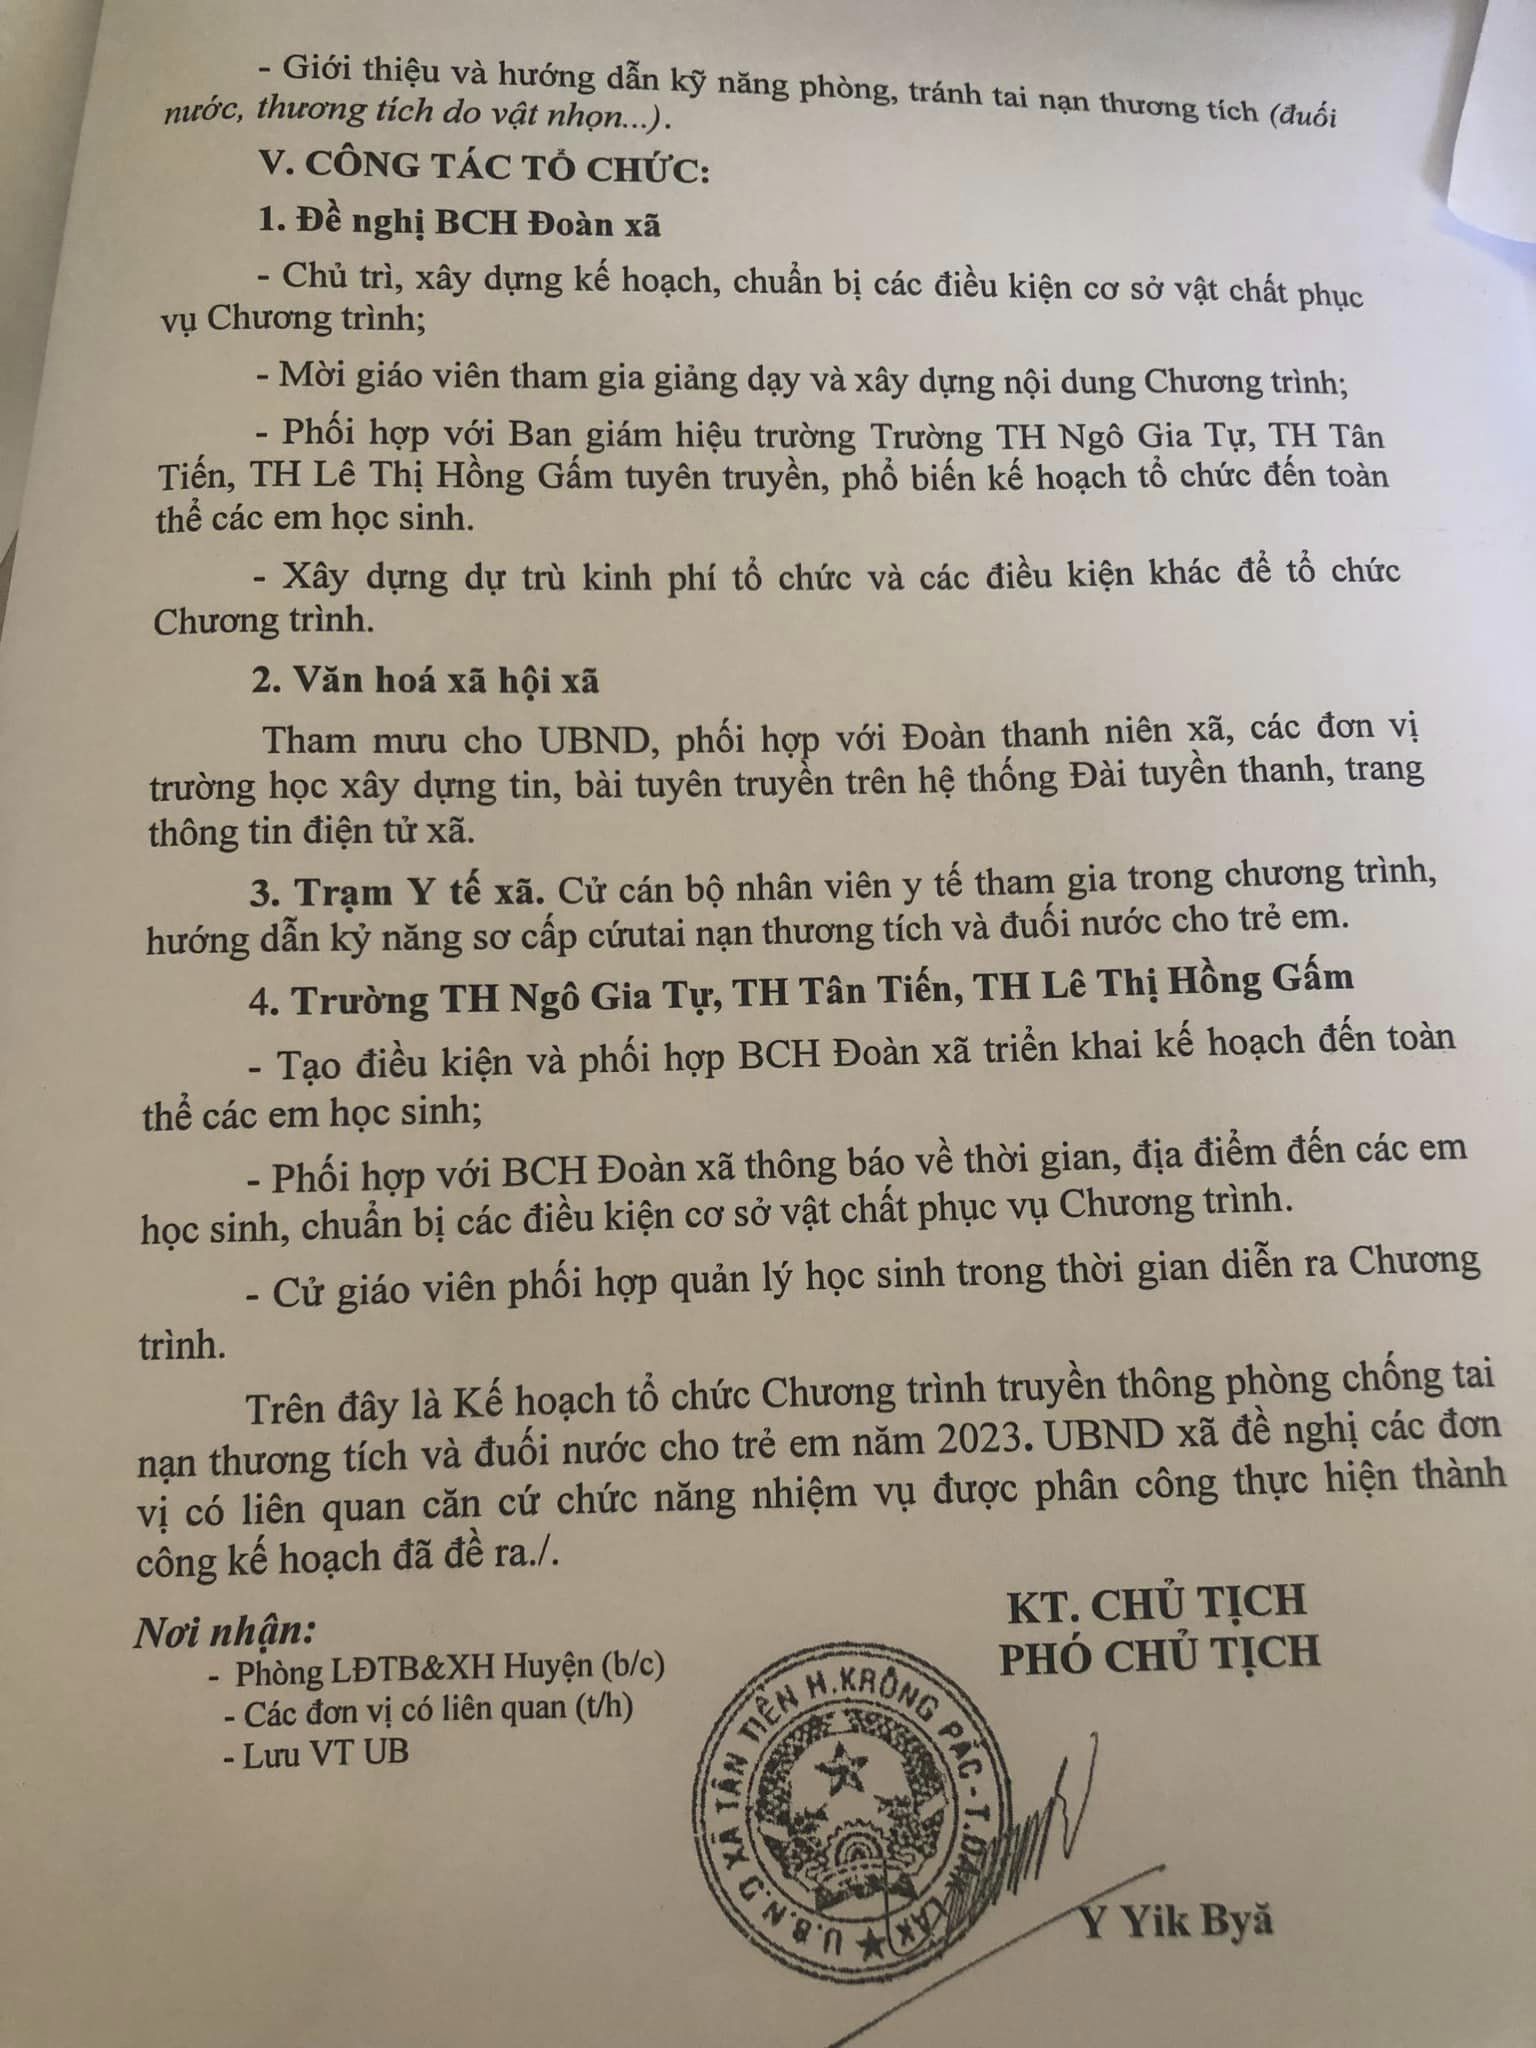 - Giới thiệu và hướng dẫn kỹ năng phòng, tránh tai nạn thương tích (đuối
nước, thương tích do vật nhọn...).
V. CÔNG TÁC TỔ CHỨC:
1. Đề nghị BCH Đoàn xã
- Chủ trì, xây dựng kế hoạch, chuẩn bị các điều kiện cơ sở vật chất phục
vụ Chương trình;
- Mời giáo viên tham gia giảng dạy và xây dựng nội dung Chương trình;
- Phối hợp với Ban giám hiệu trường Trường TH Ngô Gia Tự, TH Tân
Tiến, TH Lê Thị Hồng Gấm tuyên truyền, phổ biến kế hoạch tổ chức đến toàn
thể các em học sinh.
- Xây dựng dự trù kinh phí tổ chức và các điều kiện khác để tổ chức
Chương trình.
2. Văn hoá xã hội xã
Tham mưu cho UBND, phối hợp với Đoàn thanh niên xã, các đơn vị
trường học xây dựng tin, bài tuyên truyền trên hệ thống Đài tuyền thanh, trang
thông tin điện tử xã.
3. Trạm Y tế xã. Cử cán bộ nhân viên y tế tham gia trong chương trình,
hướng dẫn kỷ năng sơ cấp cứutai nạn thương tích và đuối nước cho trẻ em.
4. Trường TH Ngô Gia Tự, TH Tân Tiến, TH Lê Thị Hồng Gấm
- Tạo điều kiện và phối hợp BCH Đoàn xã triển khai kế hoạch đến toàn
thể các em học sinh;
- Phối hợp với BCH Đoàn xã thông báo về thời gian, địa điểm đến các em
học sinh, chuẩn bị các điều kiện cơ sở vật chất phục vụ Chương trình.
- Cử giáo viên phối hợp quản lý học sinh trong thời gian diễn ra Chương
trình.
Trên đây là Kế hoạch tổ chức Chương trình truyền thông phòng chống tai
nạn thương tích và đuối nước cho trẻ em năm 2023. UBND xã đề nghị các đơn
vị có liên quan căn cứ chức năng nhiệm vụ được phân công thực hiện thành
công kế hoạch đã đề ra./.
Nơi nhận:
- Phòng LĐTB&XH Huyện (b/c)
- Các đơn vị có liên quan (t/h)
- Lưu VT UB
KT. CHỦ TỊCH
PHÓ CHỦ TỊCH
U.B.N.D XÃ TÂN TIẾN H.KRÔNG PẮC - T.ĐẮK LẮK
Y Yik Byă